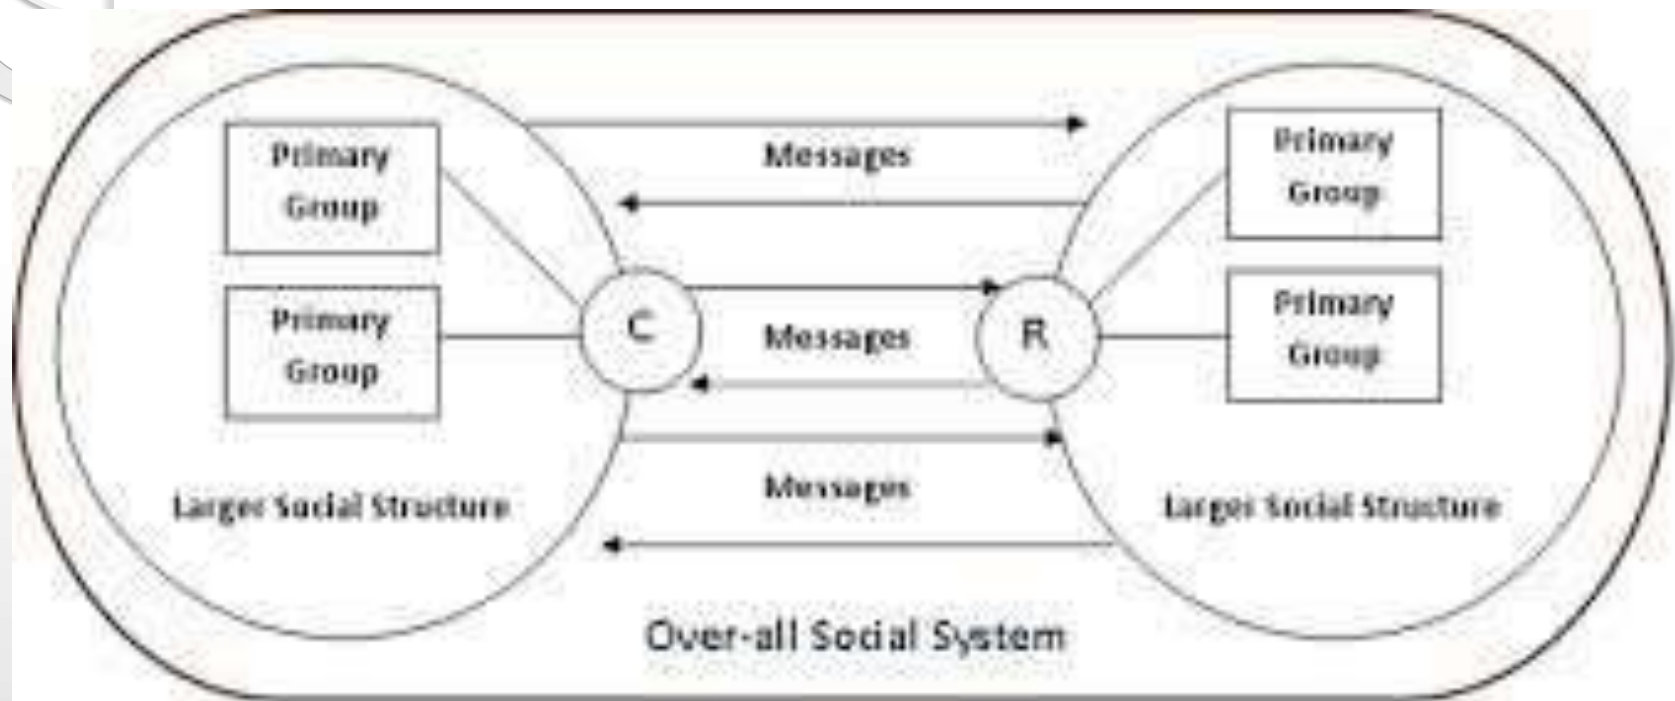 Primary
Group
Primary
Group
Larger Social Structure
C
Messages
Messages
Messages
R
Primary
Group
Primary
Group
Larger Social Structure
Over-all Social System